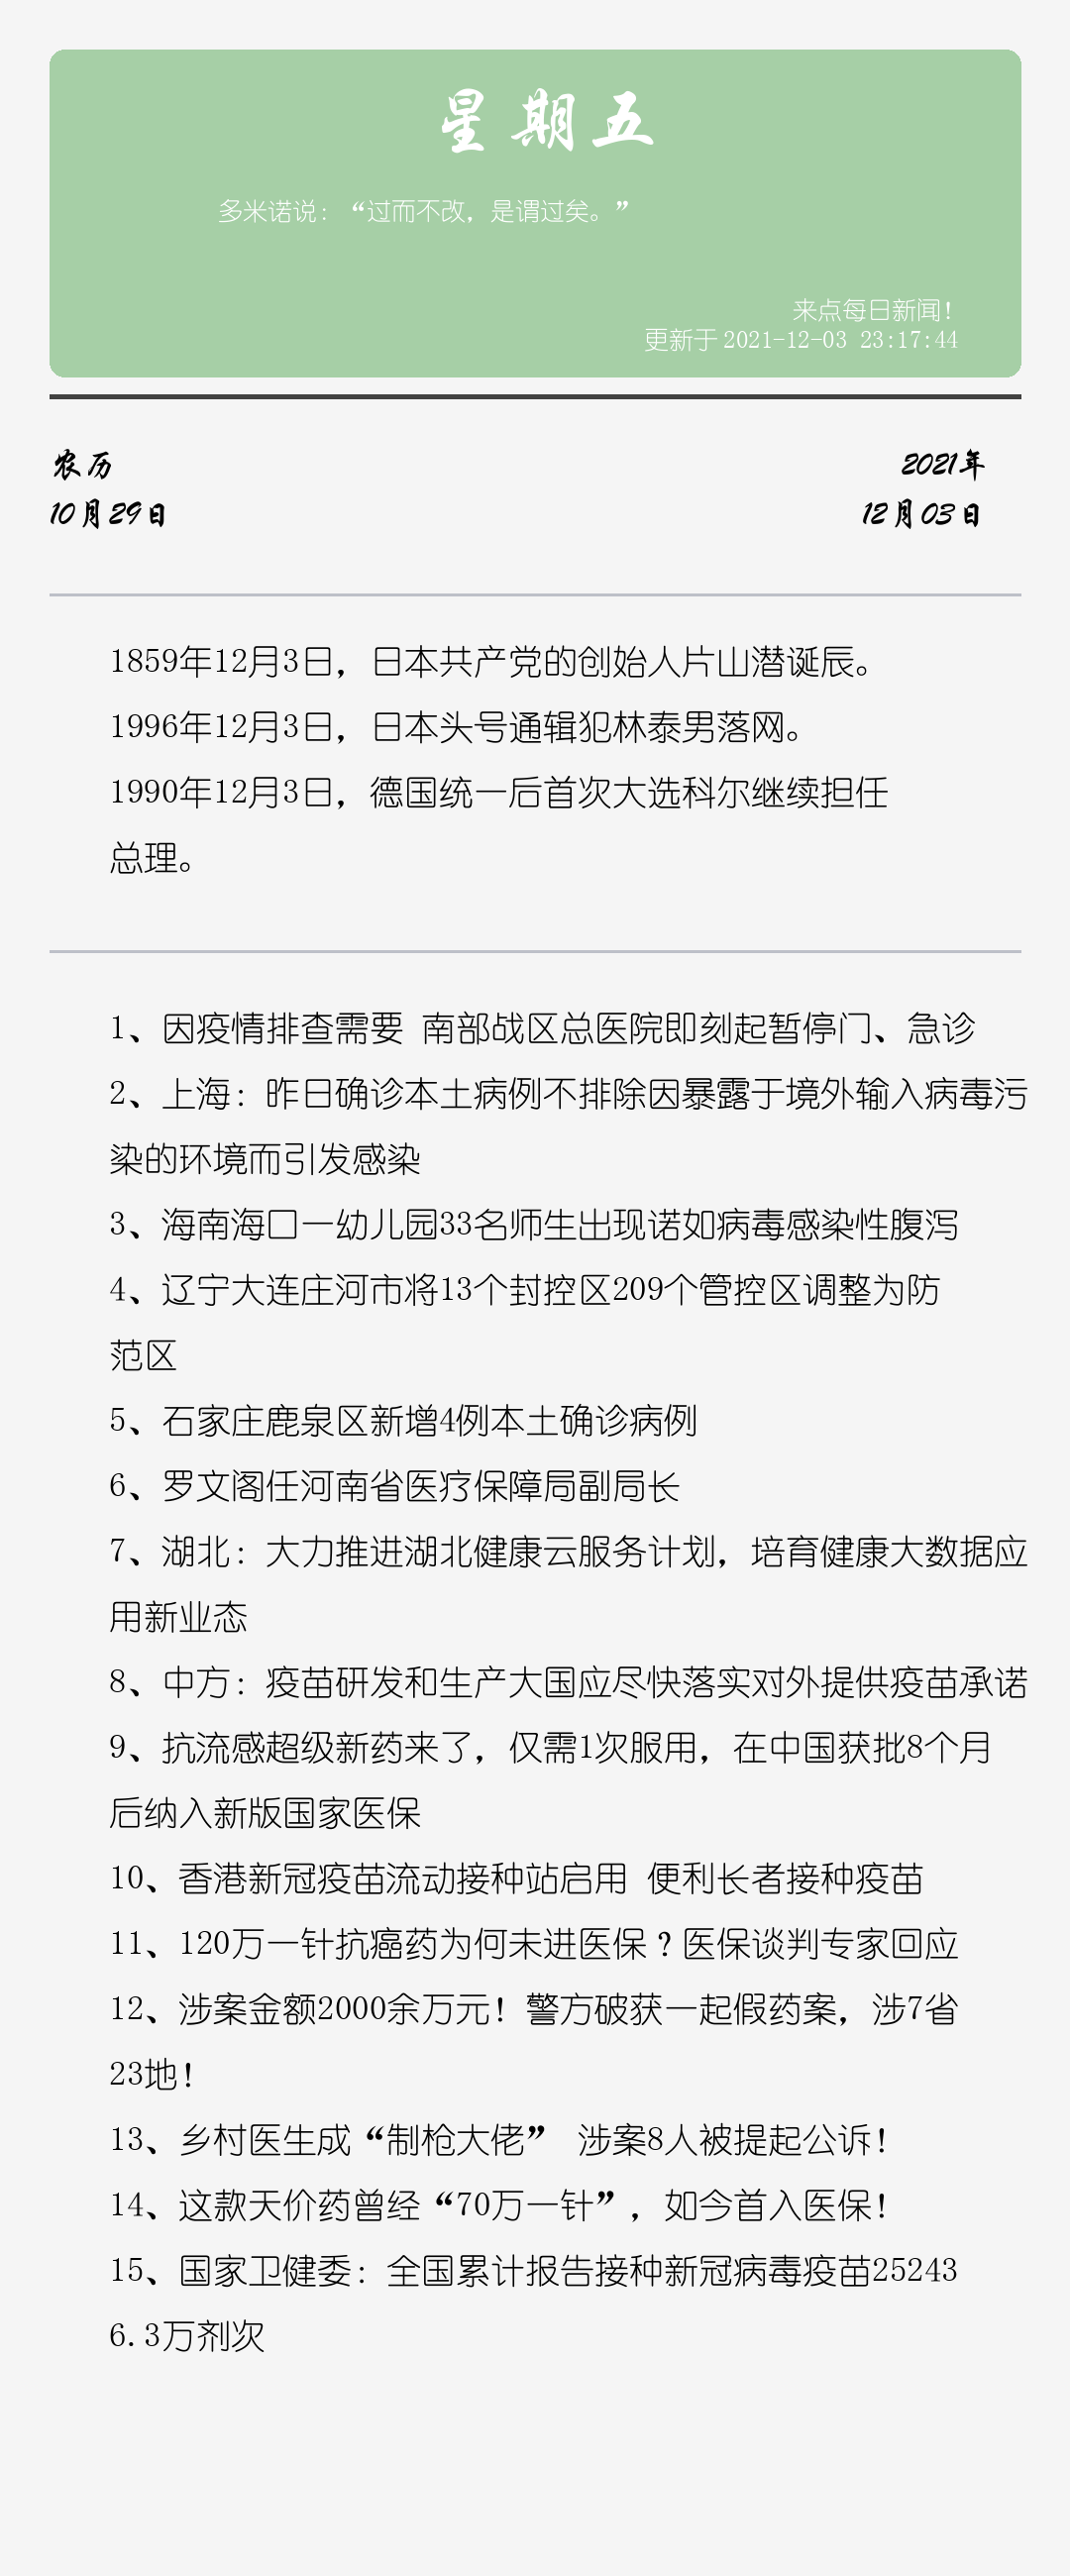 星期五
多米诺说：“过而不改，是谓过矣。”
来点每日新闻！
更新于2021-12-03 23:17:44
农历
2021年
10月29日
12月03日
1859年12月3日，日本共产党的创始人片山潜诞辰。
1996年12月3日，日本头号通辑犯林泰男落网。
1990年12月3日，德国统一后首次大选科尔继续担任
总理。
1、因疫情排查需要 南部战区总医院即刻起暂停门、急诊
2、上海：昨日确诊本土病例不排除因暴露于境外输入病毒污
染的环境而引发感染
3、海南海口一幼儿园33名师生出现诺如病毒感染性腹泻
4、辽宁大连庄河市将13个封控区209个管控区调整为防
范区
5、石家庄鹿泉区新增4例本土确诊病例
6、罗文阁任河南省医疗保障局副局长
7、湖北：大力推进湖北健康云服务计划，培育健康大数据应
用新业态
8、中方：疫苗研发和生产大国应尽快落实对外提供疫苗承诺
9、抗流感超级新药来了，仅需1次服用，在中国获批8个月
后纳入新版国家医保
10、香港新冠疫苗流动接种站启用 便利长者接种疫苗
11、120万一针抗癌药为何未进医保？医保谈判专家回应
12、涉案金额2000余万元！警方破获一起假药案，涉7省
23地！
13、乡村医生成“制枪大佬” 涉案8人被提起公诉！
14、这款天价药曾经“70万一针”，如今首入医保！
15、国家卫健委：全国累计报告接种新冠病毒疫苗25243
6.3万剂次